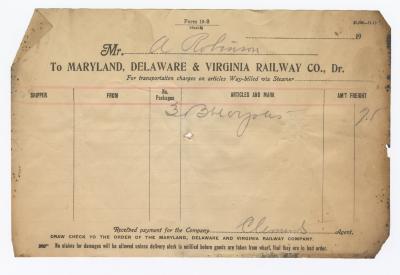 Form 19-B
19
Mr. A Robinson
To MARYLAND, DELAWARE & VIRGINIA RAILWAY CO., Dr.
For transportation charges on articles Way-billed via Steamer
SHIPPER FROM No. Packages ARTICLES AND MARK AM'T FREIGHT
3 75
Received payment for the Company Agent.
DRAW CHECK TO THE ORDER OF THE MARYLAND, DELAWARE AND VIRGINIA RAILWAY COMPANY.
No claims for damages will be allowed unless delivery clerk is notified before goods are taken from wharf, that they are in bad order.